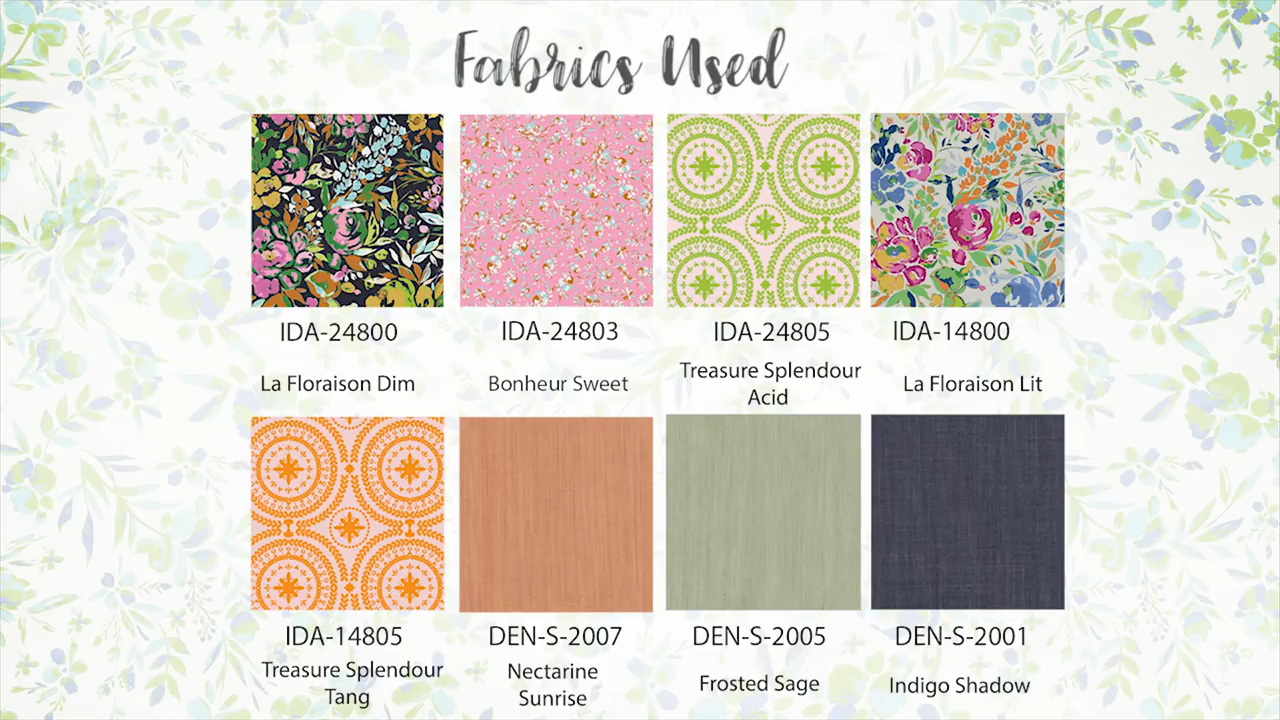 Fabrics Used
IDA-24800
IDA-24803
IDA-24805
IDA-14800
La Floraison Dim
Bonheur Sweet
Treasure Splendour
Acid
La Floraison Lit
IDA-14805
DEN-S-2007
DEN-S-2005
DEN-S-2001
Treasure Splendour
Tang
Nectarine
Sunrise
Frosted Sage
Indigo Shadow